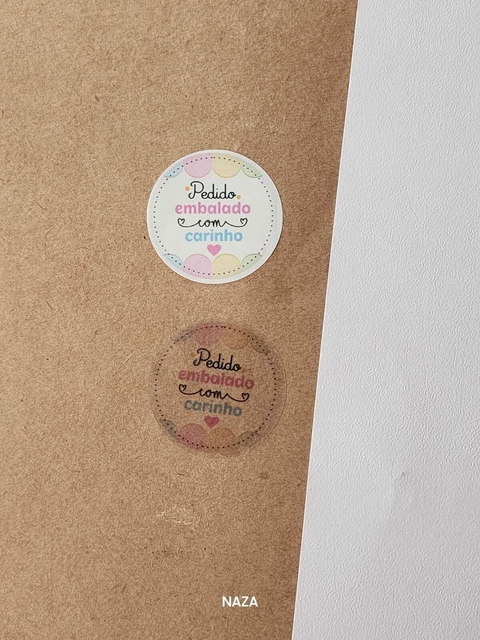 Pedido
embalado
com
carinho
Pedido
embalado
com
carinho
NAZA